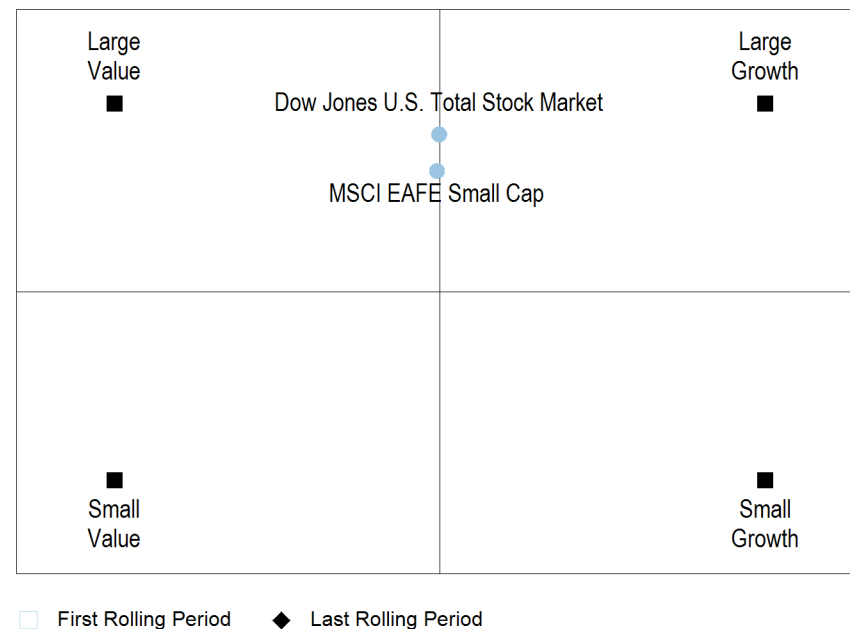 Large
Value
Large
Growth
Dow Jones U.S. Total Stock Market
MSCI EAFE Small Cap
Small
Value
Small
Growth
First Rolling Period
Last Rolling Period